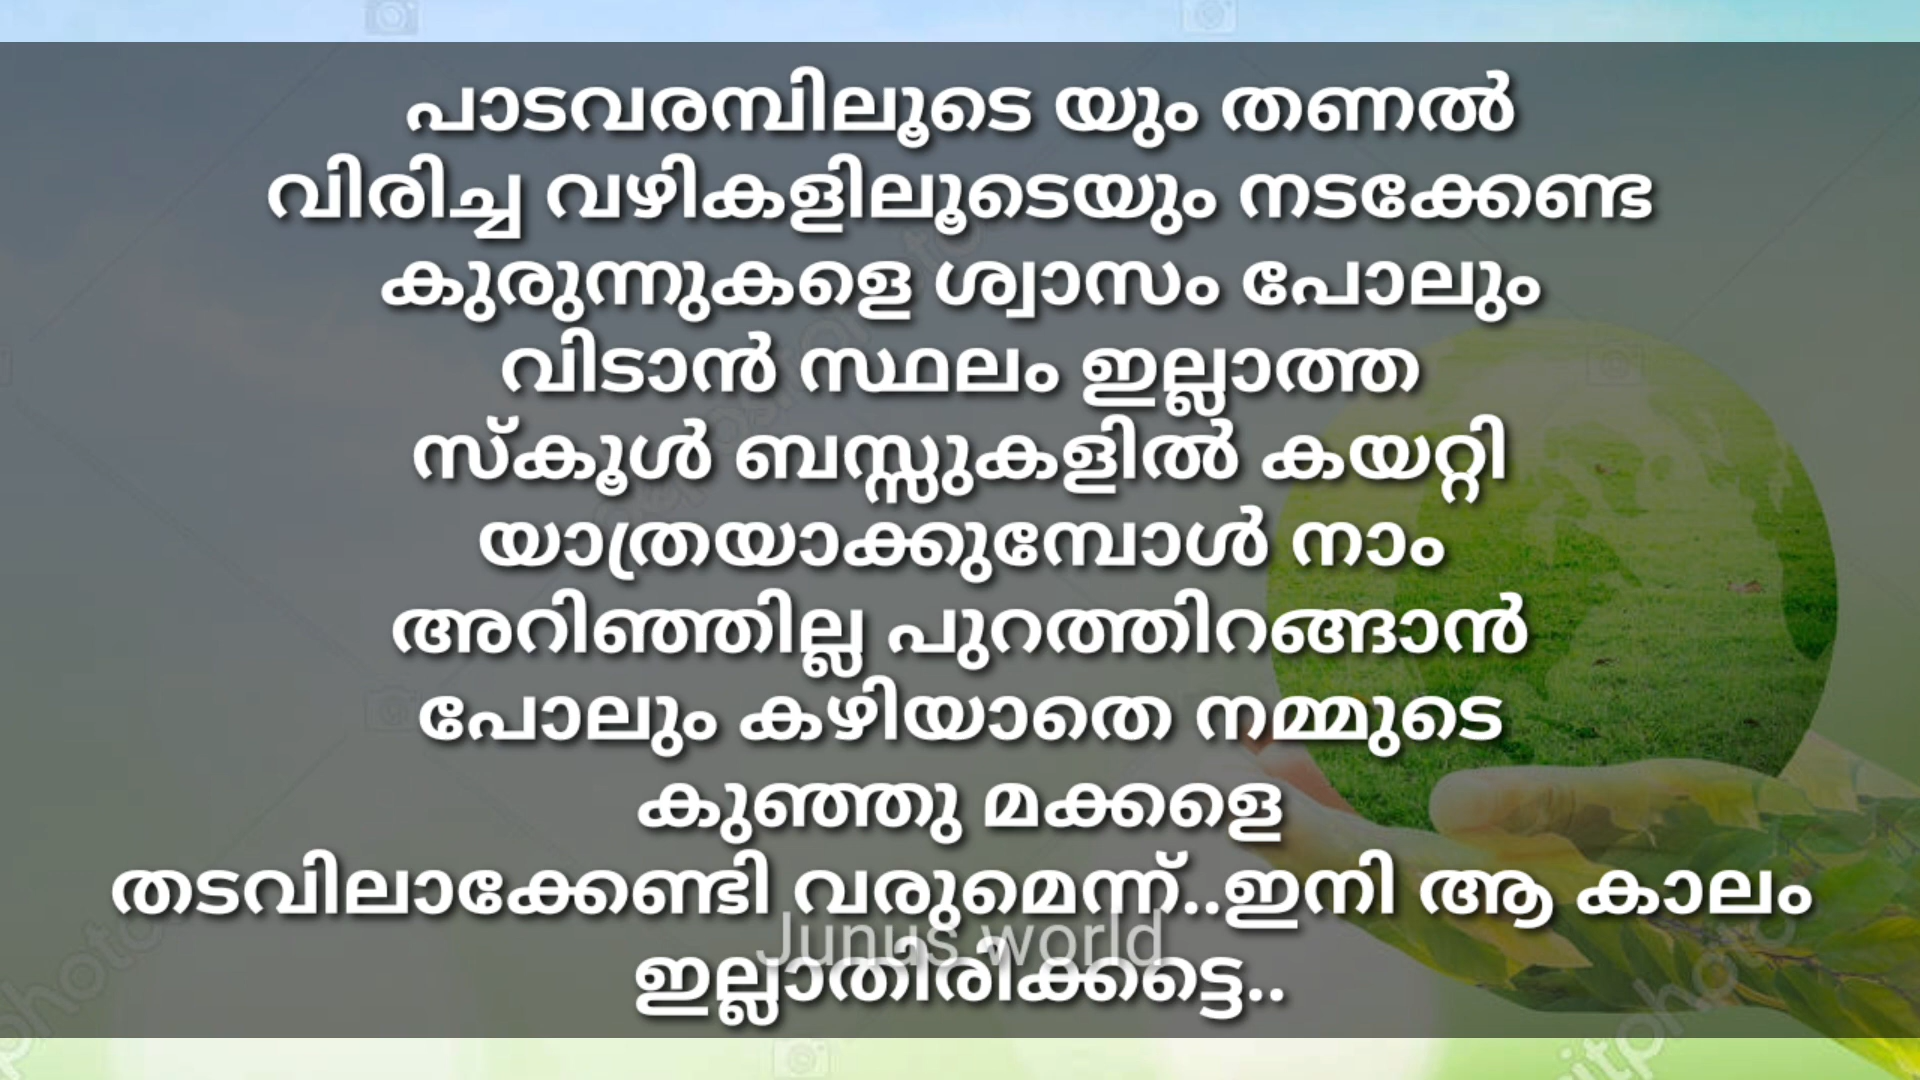 പാടവരമ്പിലൂടെ യും തണൽ
വിരിച്ച വഴികളിലൂടെയും നടക്കേണ്ട
കുരുന്നുകളെ ശ്വാസം പോലും
വിടാൻ സ്ഥലം ഇല്ലാത്ത
സ്കൂൾ ബസ്സുകളിൽ കയറ്റി
യാത്രയാക്കുമ്പോൾ നാം
അറിഞ്ഞില്ല പുറത്തിറങ്ങാൻ
പോലും കഴിയാതെ നമ്മുടെ
കുഞ്ഞു മക്കളെ
തടവിലാക്കേണ്ടി വരുമെന്ന്..ഇനി ആ കാലം
Junus world
ഇല്ലാതിരിക്കട്ടെ..